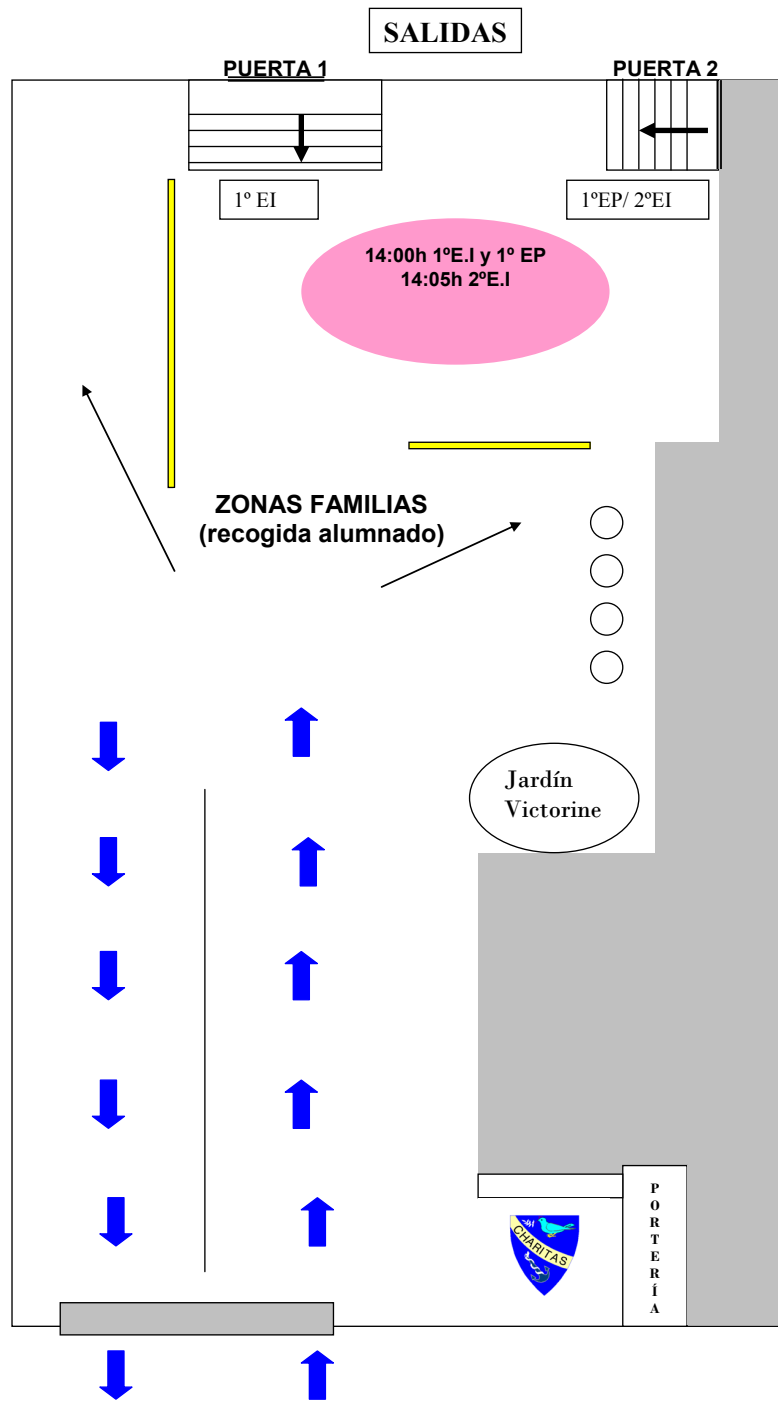 SALIDAS
PUERTA 1
PUERTA 2
1º EI
1ºEP/ 2ºEI
14:00h 1ºE.I y 1º EP
14:05h 2ºE.I
ZONAS FAMILIAS
(recogida alumnado)
Jardín
Victorine
PORTERÍA
CHARITAS